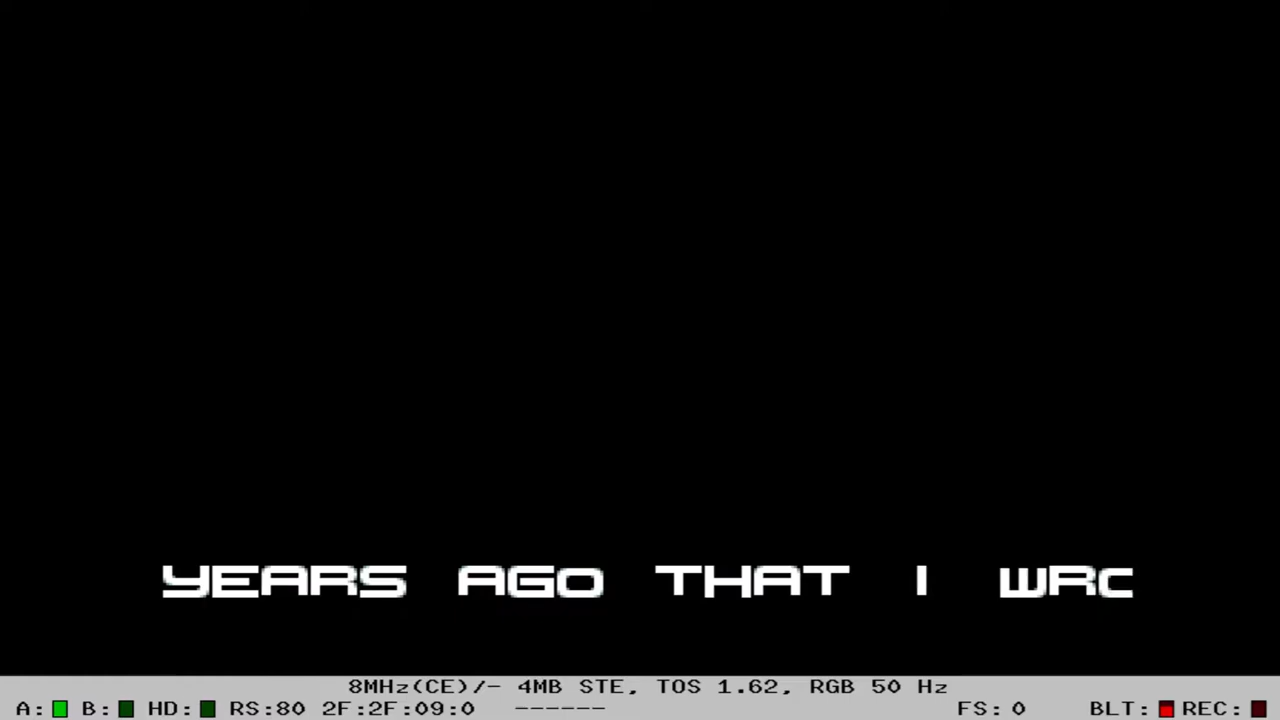 YEARS AGO THAT I WRC
8MHz(CE)/- 4MB STE, TOS 1.62, RGB 50 Hz
A: B: HD: RS:80 2F:2F:09:0 ------ FS: 0 BLT: REC: